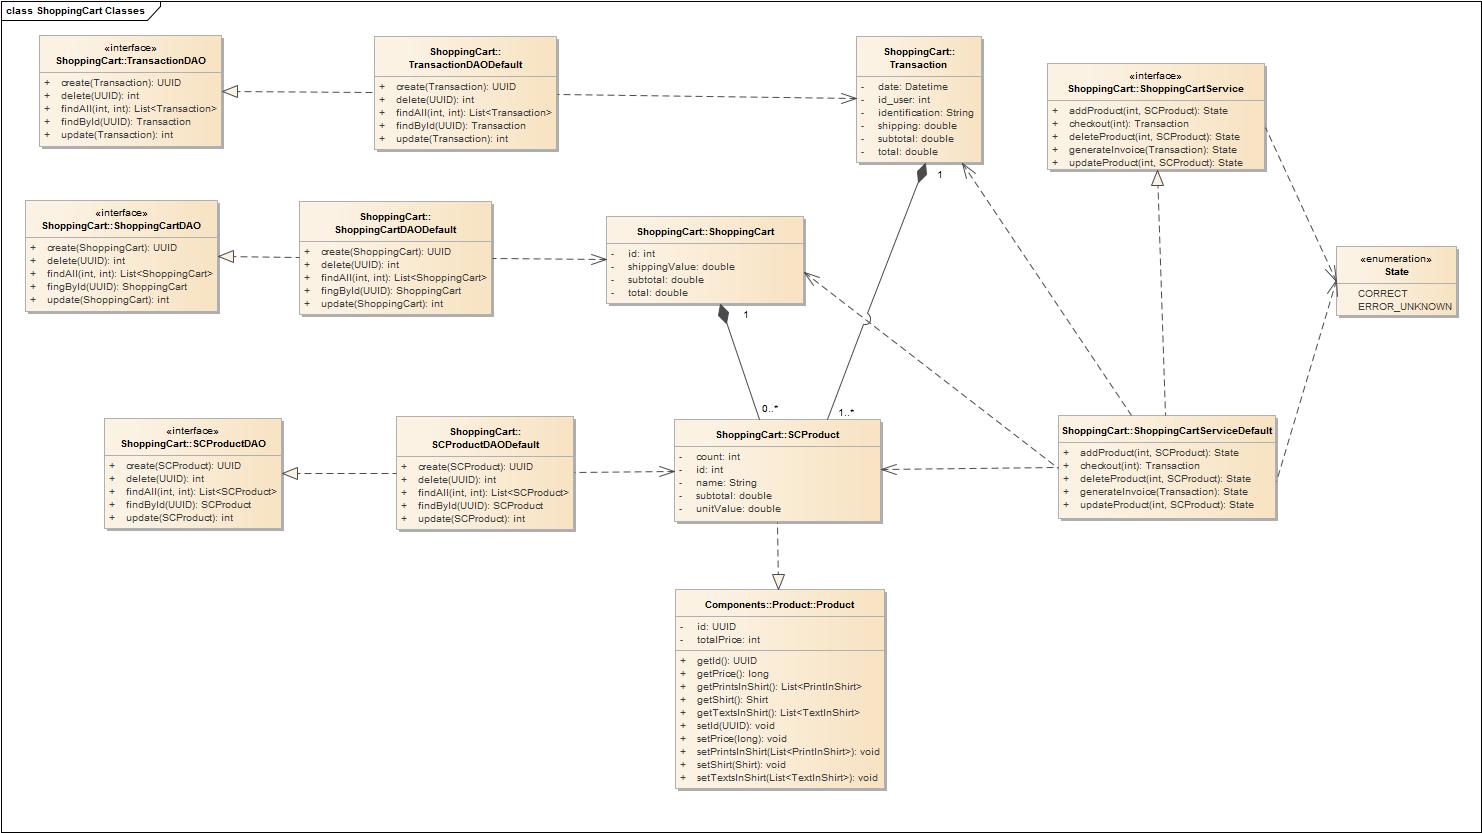 class ShoppingCart Classes
«interface»
ShoppingCart::TransactionDAO
+ create(Transaction): UUID
+ delete(UUID): int
+ findAll(int, int): List<Transaction>
+ findById(UUID): Transaction
+ update(Transaction): int
ShoppingCart::
TransactionDAODefault
+ create(Transaction): UUID
+ delete(UUID): int
+ findAll(int, int): List<Transaction>
+ findById(UUID): Transaction
+ update(Transaction): int
ShoppingCart::
Transaction
- date: Datetime
- id_user: int
- identification: String
- shipping: double
- subtotal: double
- total: double
1
«interface»
ShoppingCart::ShoppingCartService
+ addProduct(int, SCProduct): State
+ checkout(int): Transaction
+ deleteProduct(int, SCProduct): State
+ generateInvoice(Transaction): State
+ updateProduct(int, SCProduct): State
«interface»
ShoppingCart::ShoppingCartDAO
+ create(ShoppingCart): UUID
+ delete(UUID): int
+ findAll(int, int): List<ShoppingCart>
+ fingById(UUID): ShoppingCart
+ update(ShoppingCart): int
ShoppingCart::
ShoppingCartDAODefault
+ create(ShoppingCart): UUID
+ delete(UUID): int
+ findAll(int, int): List<ShoppingCart>
+ fingById(UUID): ShoppingCart
+ update(ShoppingCart): int
ShoppingCart::ShoppingCart
- id: int
- shippingValue: double
- subtotal: double
- total: double
1
«enumeration»
State
CORRECT
ERROR_UNKNOWN
«interface»
ShoppingCart::SCProductDAO
+ create(SCProduct): UUID
+ delete(UUID): int
+ findAll(int, int): List<SCProduct>
+ findById(UUID): SCProduct
+ update(SCProduct): int
ShoppingCart::
SCProductDAODefault
+ create(SCProduct): UUID
+ delete(UUID): int
+ findAll(int, int): List<SCProduct>
+ findById(UUID): SCProduct
+ update(SCProduct): int
0..*
1..*
ShoppingCart::SCProduct
- count: int
- id: int
- name: String
- subtotal: double
- unitValue: double
ShoppingCart::ShoppingCartServiceDefault
+ addProduct(int, SCProduct): State
+ checkout(int): Transaction
+ deleteProduct(int, SCProduct): State
+ generateInvoice(Transaction): State
+ updateProduct(int, SCProduct): State
Components::Product::Product
- id: UUID
- totalPrice: int
+ getId(): UUID
+ getPrice(): long
+ getPrintsInShirt(): List<PrintInShirt>
+ getShirt(): Shirt
+ getTextsInShirt(): List<TextInShirt>
+ setId(UUID): void
+ setPrice(long): void
+ setPrintsInShirt(List<PrintInShirt>): void
+ setShirt(Shirt): void
+ setTextsInShirt(List<TextInShirt>): void